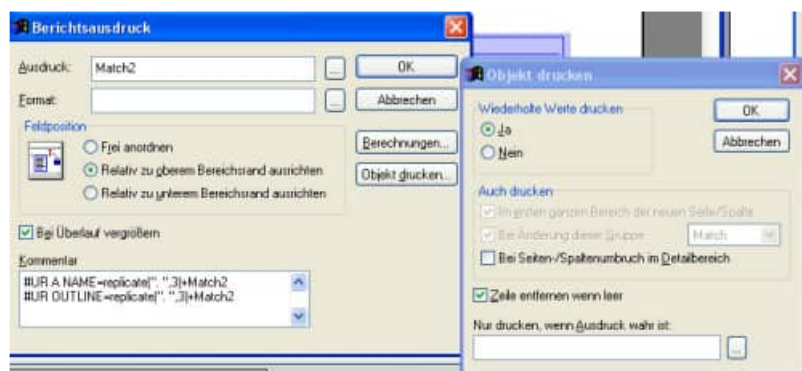 Berichtsausdruck
Ausdruck:
Match2
...
OK
Format:
...
Abbrechen
Feldposition
Frei anordnen
Relativ zu oberem Bereichsrand ausrichten
Relativ zu unterem Bereichsrand ausrichten
Berechnungen...
Objekt drucken...
Bei Überlauf vergrößern
Kommentar
#UR A NAME=replicate(". ",3)+Match2
#UR OUTLINE=replicate(". ",3)+Match2
Objekt drucken
Wiederholte Werte drucken
Ja
Nein
OK
Abbrechen
Auch drucken
Im ersten ganzen Bereich der neuen Seite/Spalte
Bei Änderung dieser Gruppe
Match
Bei Seiten-/Spaltenumbruch im Detailbereich
Zeile entfernen wenn leer
Nur drucken, wenn Ausdruck wahr ist:
...